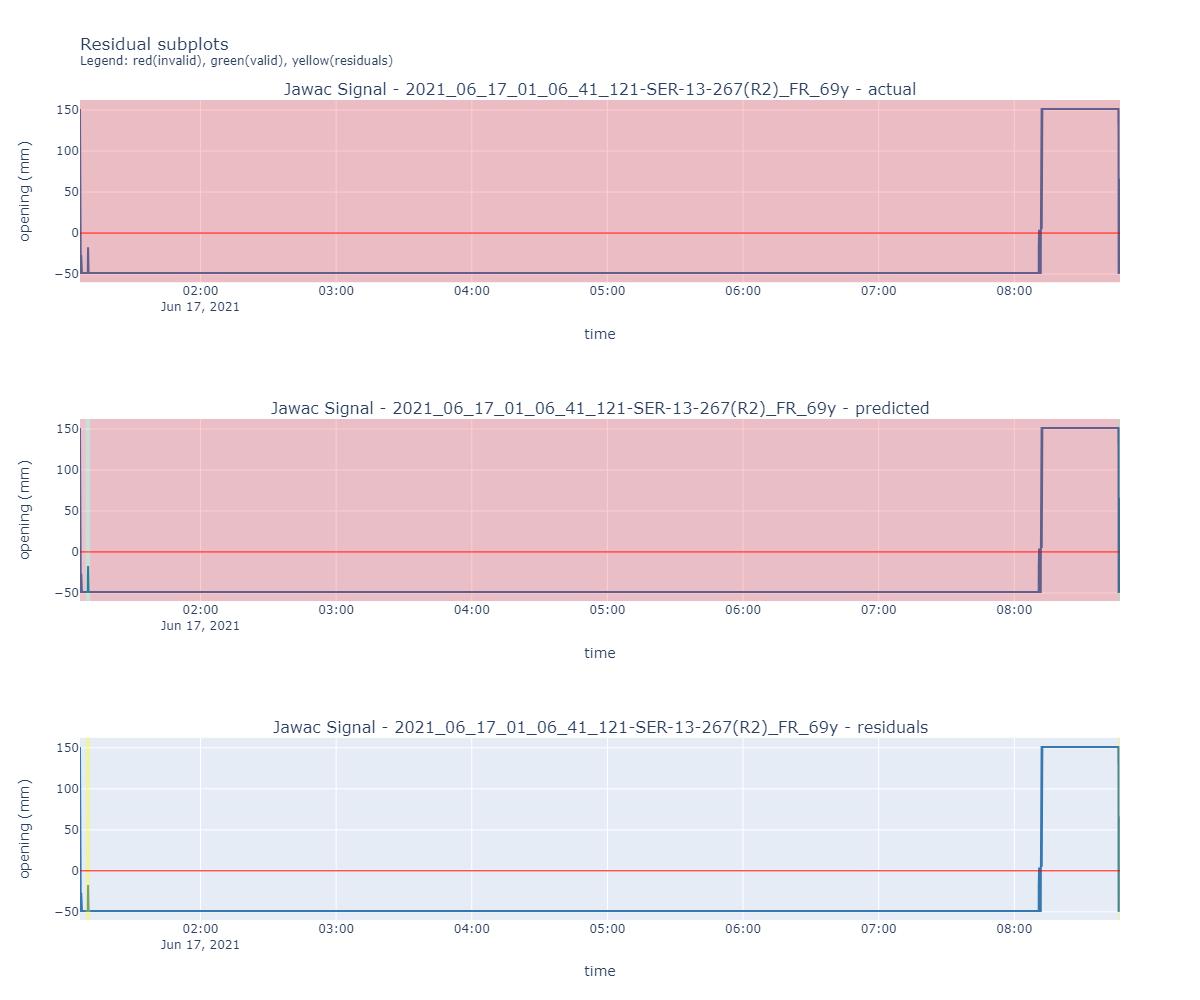 Residual subplots
Legend: red(invalid), green(valid), yellow(residuals)
Jawac Signal - 2021_06_17_01_06_41_121-SER-13-267(R2)_FR_69y - actual
opening (mm)
150
100
50
0
−50
02:00 03:00 04:00 05:00 06:00 07:00 08:00
Jun 17, 2021
time
Jawac Signal - 2021_06_17_01_06_41_121-SER-13-267(R2)_FR_69y - predicted
opening (mm)
150
100
50
0
−50
02:00 03:00 04:00 05:00 06:00 07:00 08:00
Jun 17, 2021
time
Jawac Signal - 2021_06_17_01_06_41_121-SER-13-267(R2)_FR_69y - residuals
opening (mm)
150
100
50
0
−50
02:00 03:00 04:00 05:00 06:00 07:00 08:00
Jun 17, 2021
time